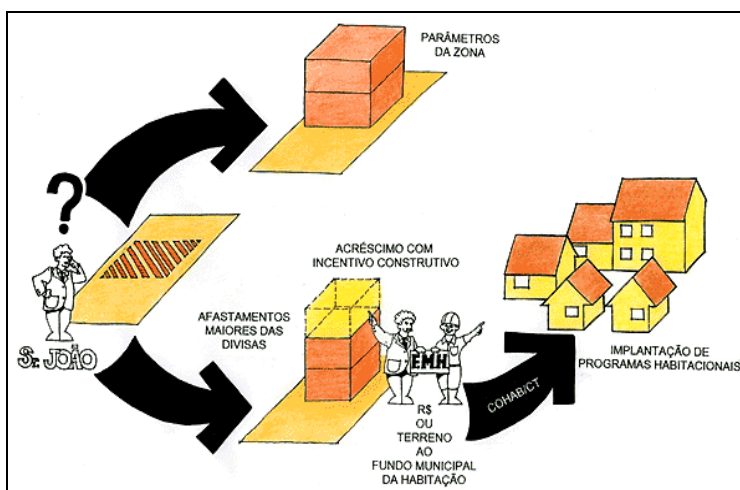 PARÂMETROS
DA ZONA
?
ACRÉSCIMO COM
INCENTIVO CONSTRUTIVO
AFASTAMENTOS
MAIORES DAS
DIVISAS
Sr. JOÃO
FMH
R$
OU
TERRENO
AO
FUNDO MUNICIPAL
DA HABITAÇÃO
COHAB/CT
IMPLANTAÇÃO DE
PROGRAMAS HABITACIONAIS